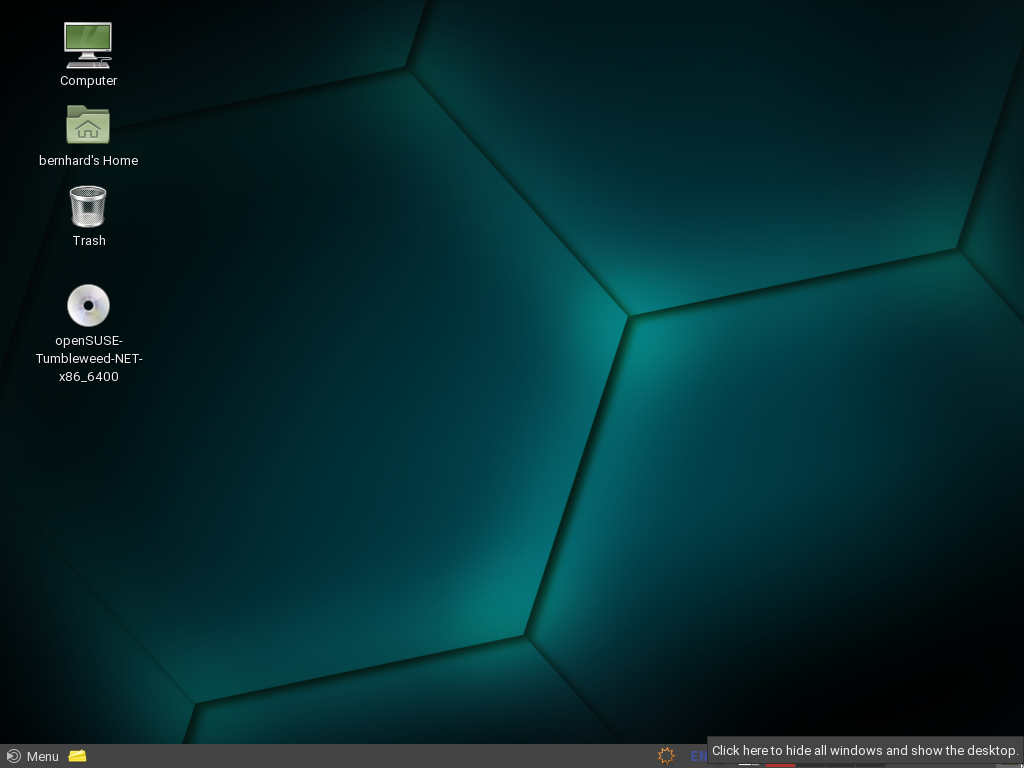 Computer
bernhard's Home
Trash
openSUSE-
Tumbleweed-NET-
x86_6400
Menu
EN
Click here to hide all windows and show the desktop.